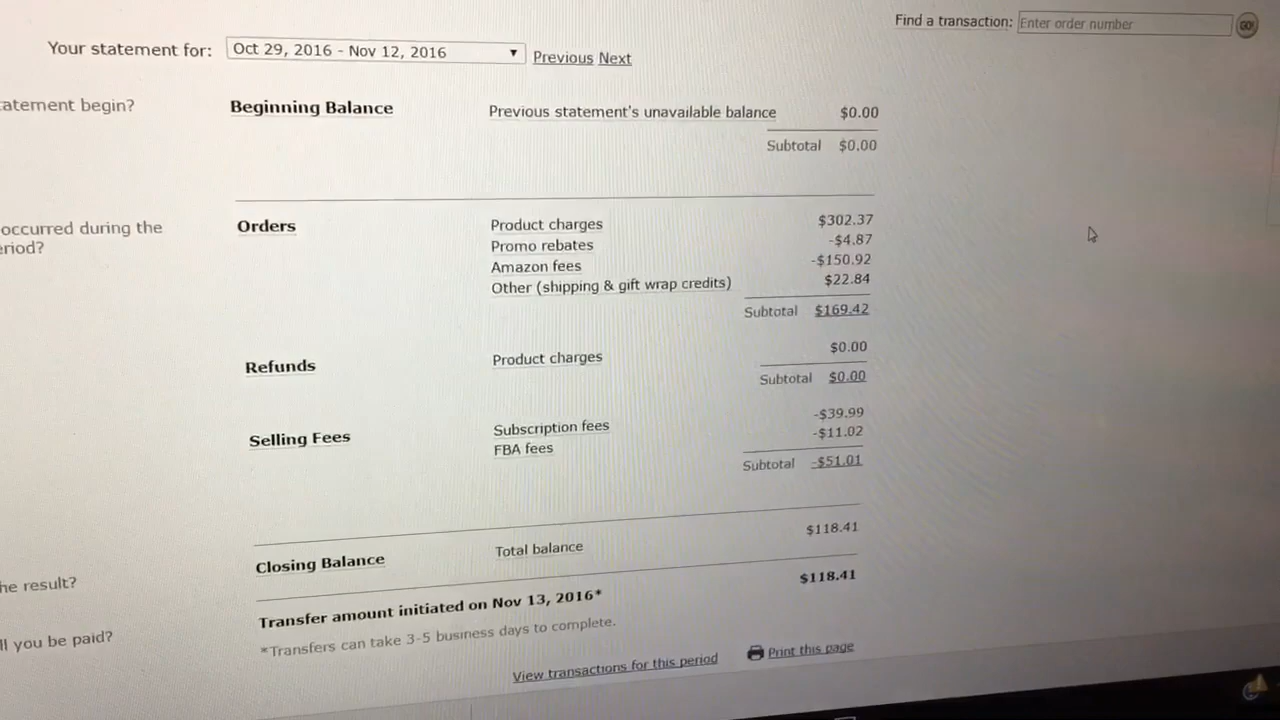 Find a transaction: Enter order number GO!
Your statement for: Oct 29, 2016 - Nov 12, 2016 Previous Next
atement begin? Beginning Balance Previous statement's unavailable balance $0.00
Subtotal $0.00
occurred during the
eriod?
Orders Product charges $302.37
Promo rebates -$4.87
Amazon fees -$150.92
Other (shipping & gift wrap credits) $22.84
Subtotal $169.42
Refunds Product charges $0.00
Subtotal $0.00
Selling Fees Subscription fees -$39.99
FBA fees -$11.02
Subtotal -$51.01
he result? Closing Balance Total balance $118.41
ll you be paid? Transfer amount initiated on Nov 13, 2016* $118.41
*Transfers can take 3-5 business days to complete.
View transactions for this period Print this page